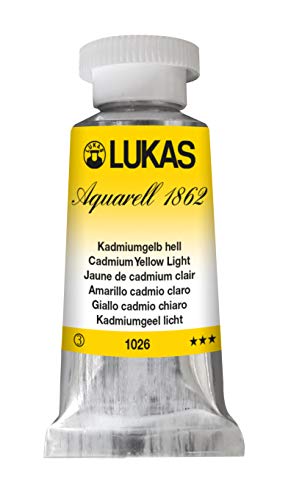 LUKAS
LUKAS
Aquarell 1862
Kadmiumgelb hell
Cadmium Yellow Light
Jaune de cadmium clair
Amarillo cadmio claro
Giallo cadmio chiaro
Kadmiumgeel licht
3 1026 ★★★